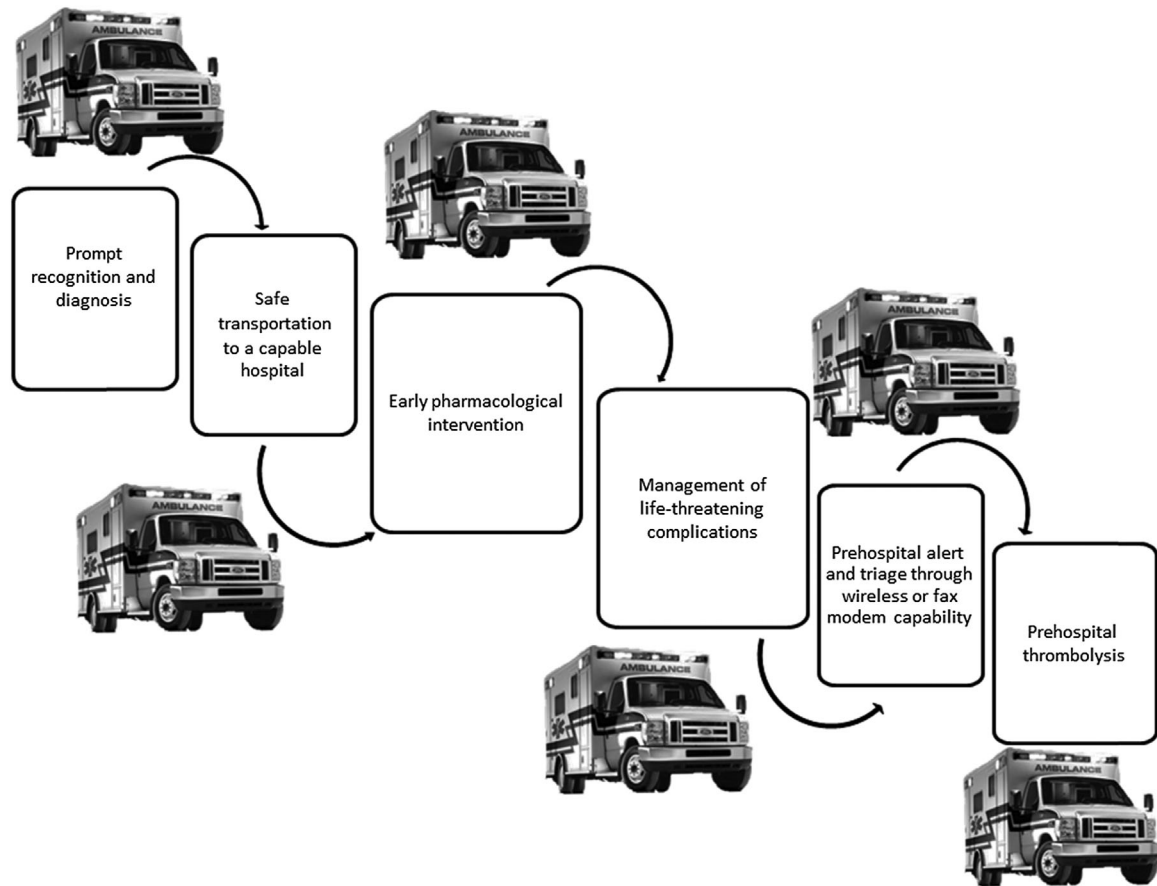 AMBULANCE
Prompt
recognition and
diagnosis
Safe
transportation
to a capable
hospital
AMBULANCE
AMBULANCE
Early pharmacological
intervention
Management of
life-threatening
complications
AMBULANCE
AMBULANCE
Prehospital alert
and triage through
wireless or fax
modem capability
Prehospital
thrombolysis
AMBULANCE